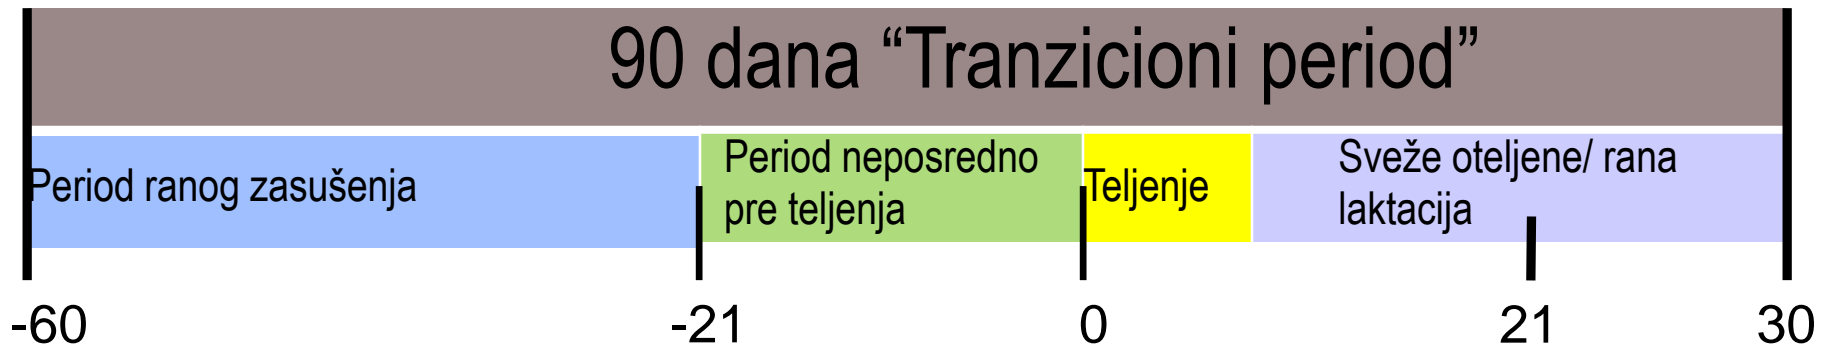 90 dana “Tranzicioni period”
Period ranog zasušenja
Period neposredno
pre teljenja
Teljenje
Sveže oteljene/ rana
laktacija
-60
-21
0
21
30